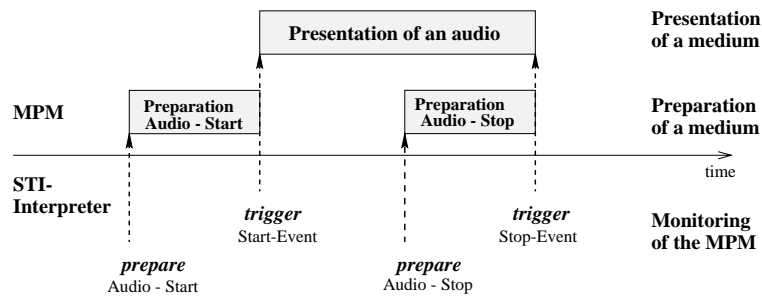 Presentation of an audio
Presentation
of a medium
MPM
Preparation
Audio - Start
Preparation
Audio - Stop
Preparation
of a medium
time
STI-
Interpreter
trigger
Start-Event
trigger
Stop-Event
Monitoring
of the MPM
prepare
Audio - Start
prepare
Audio - Stop